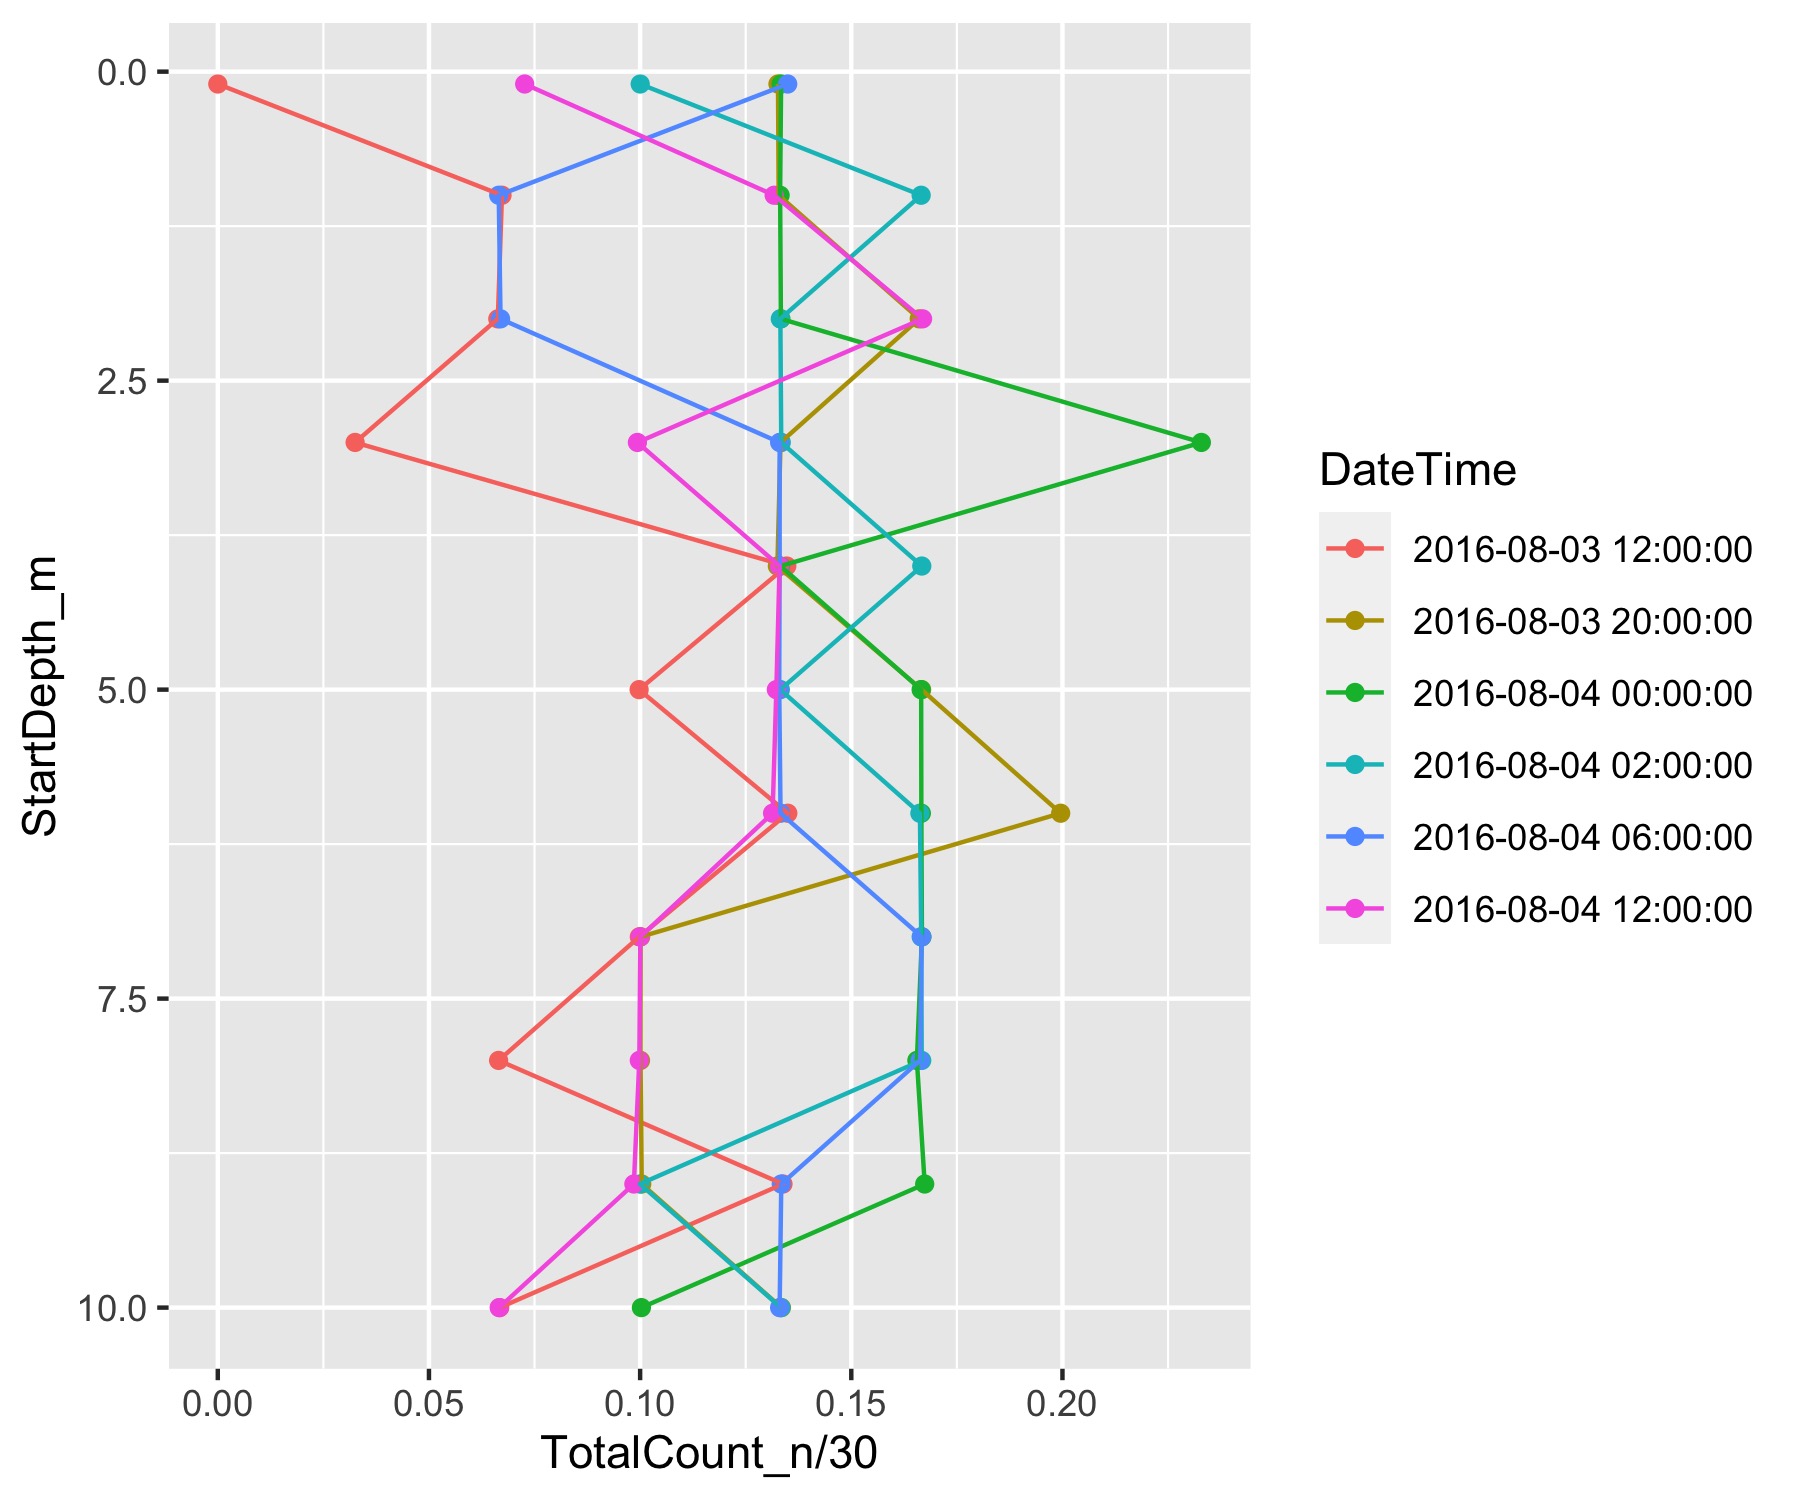 0.0
2.5
5.0
7.5
10.0
StartDepth_m
0.00 0.05 0.10 0.15 0.20
TotalCount_n/30
DateTime
2016-08-03 12:00:00
2016-08-03 20:00:00
2016-08-04 00:00:00
2016-08-04 02:00:00
2016-08-04 06:00:00
2016-08-04 12:00:00